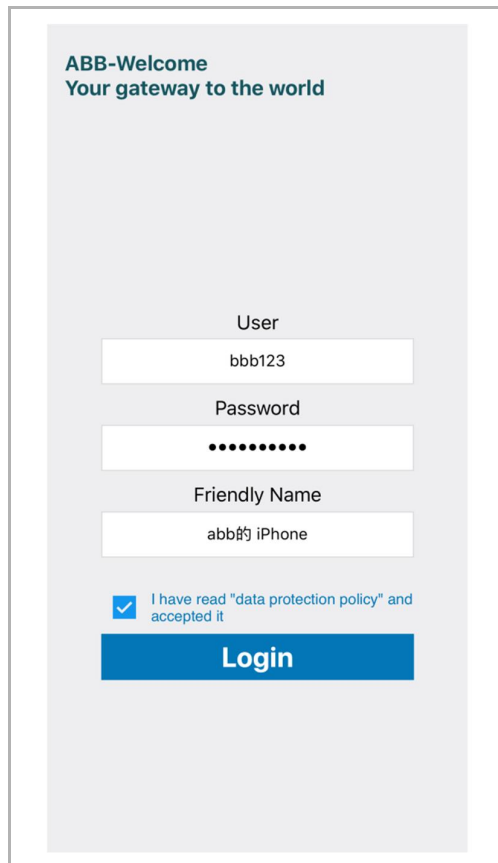 ABB-Welcome
Your gateway to the world
User
bbb123
Password
••••••••••
Friendly Name
abb的 iPhone
I have read "data protection policy" and
accepted it
Login